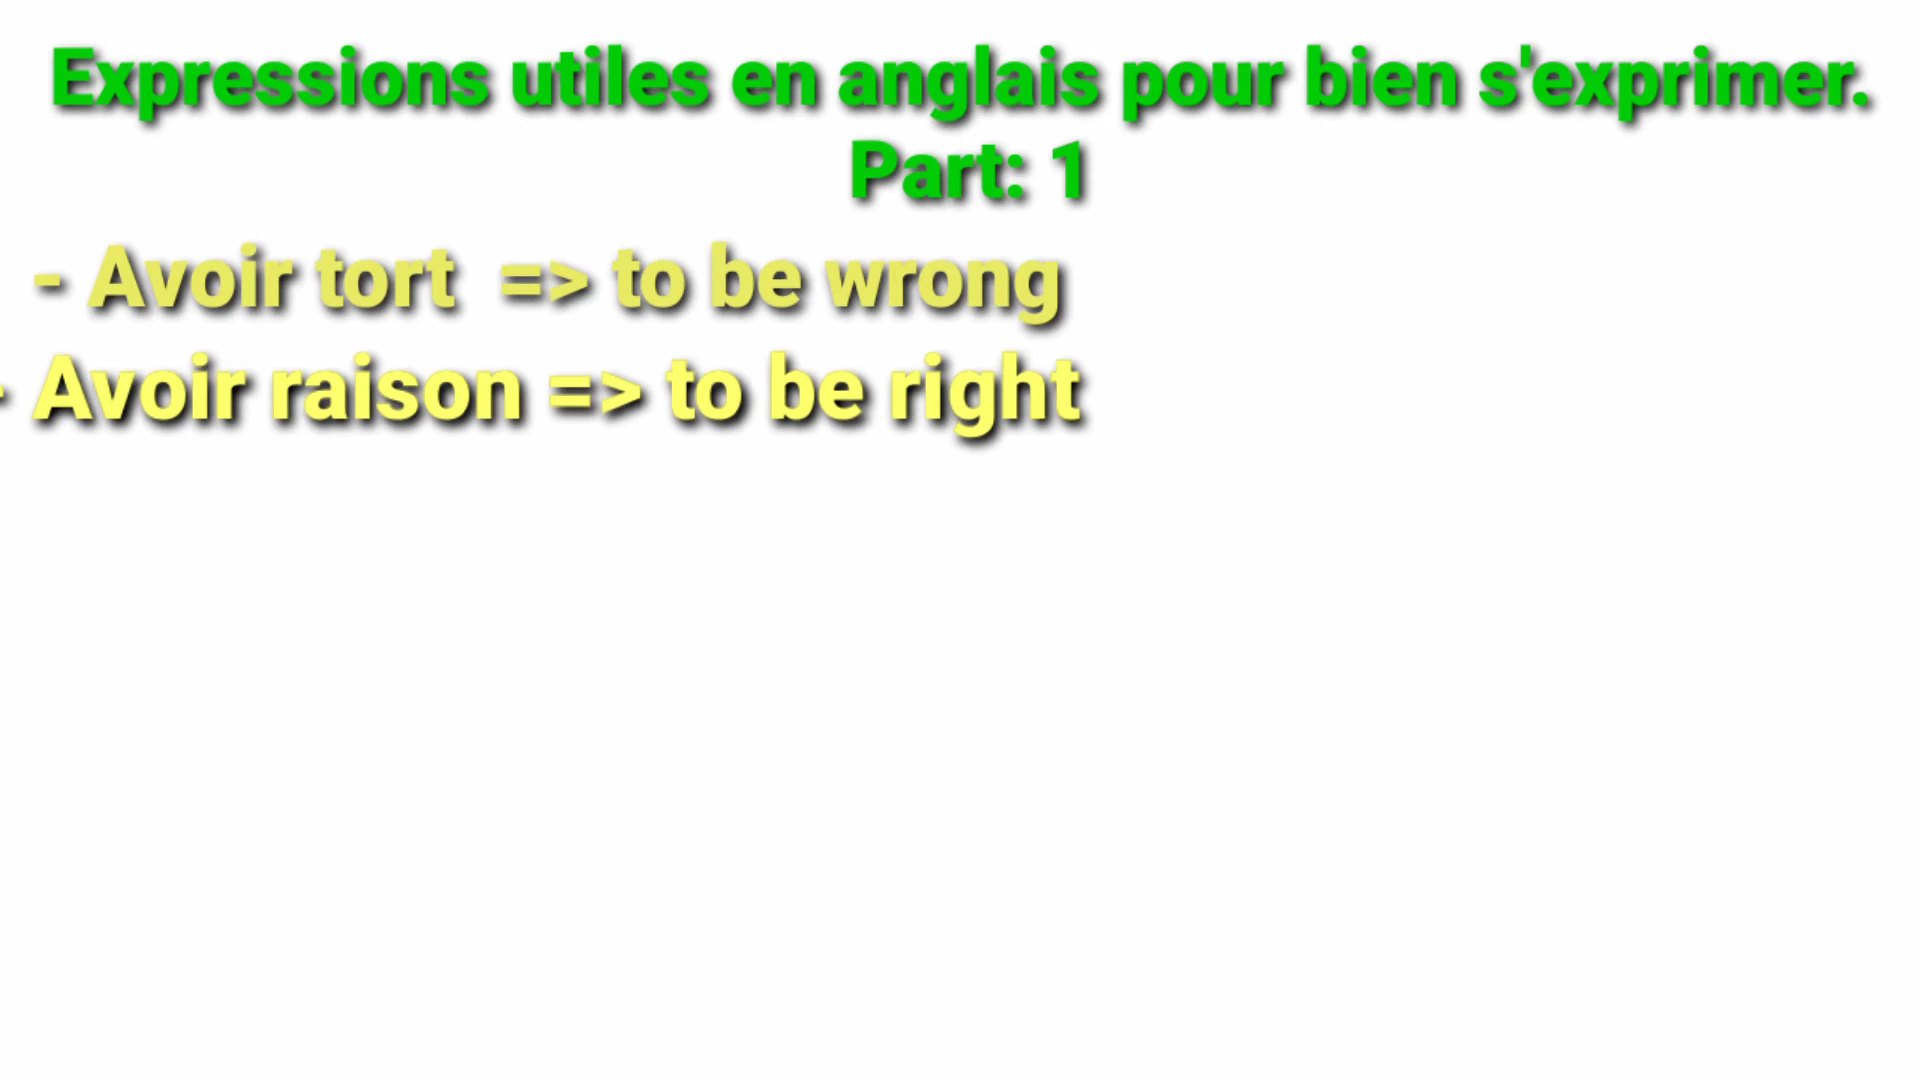 Expressions utiles en anglais pour bien s'exprimer.
Part: 1
- Avoir tort => to be wrong
- Avoir raison => to be right